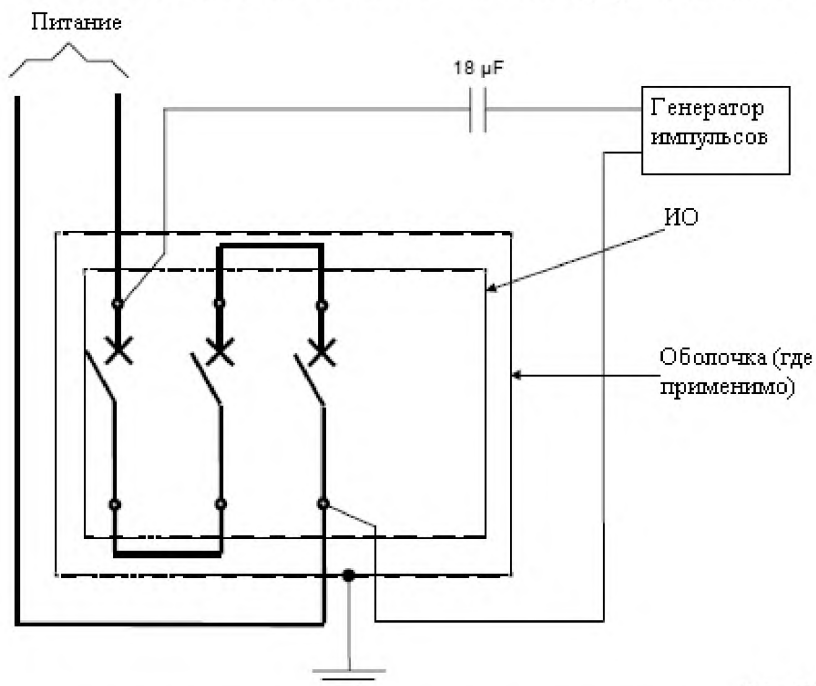 Питание
18 µF
Генератор
импульсов
ИО
Оболочка (где
применимо)